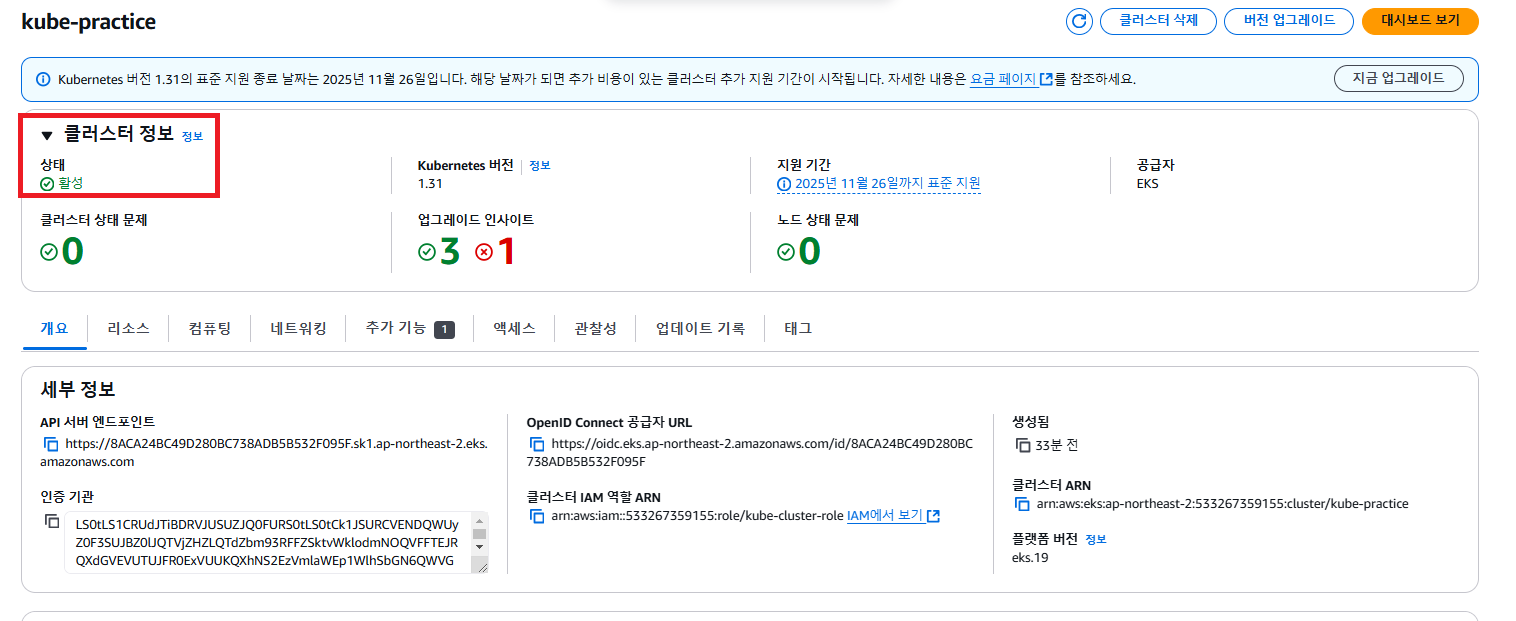 kube-practice
클러스터 삭제
버전 업그레이드
대시보드 보기
Kubernetes 버전 1.31의 표준 지원 종료 날짜는 2025년 11월 26일입니다. 해당 날짜가 되면 추가 비용이 있는 클러스터 추가 지원 기간이 시작됩니다. 자세한 내용은 요금 페이지를 참조하세요.
지금 업그레이드
클러스터 정보 정보
상태
활성
Kubernetes 버전 정보
1.31
지원 기간
2025년 11월 26일까지 표준 지원
공급자
EKS
클러스터 상태 문제
0
업그레이드 인사이트
3 1
노드 상태 문제
0
개요
리소스
컴퓨팅
네트워킹
추가 기능 1
액세스
관찰성
업데이트 기록
태그
세부 정보
API 서버 엔드포인트
https://8ACA24BC49D280BC738ADB5B532F095F.sk1.ap-northeast-2.eks.
amazonaws.com
인증 기관
LS0tLS1CRUdJTiBDRVJUSUZJQ0FURS0tLS0tCk1JSURCVENDQWUy
Z0F3SUJBZ0lJQTVjZHZLQTdZbm93RFFZSktvWklodmNOQVFFTEJR
QXdGVEVUTUJFR0ExVUUKQXhNS2EzVmlaWEp1WlhSbGN6QWVG
OpenID Connect 공급자 URL
https://oidc.eks.ap-northeast-2.amazonaws.com/id/8ACA24BC49D280BC
738ADB5B532F095F
클러스터 IAM 역할 ARN
arn:aws:iam::533267359155:role/kube-cluster-role IAM에서 보기
생성됨
33분 전
클러스터 ARN
arn:aws:eks:ap-northeast-2:533267359155:cluster/kube-practice
플랫폼 버전 정보
eks.19